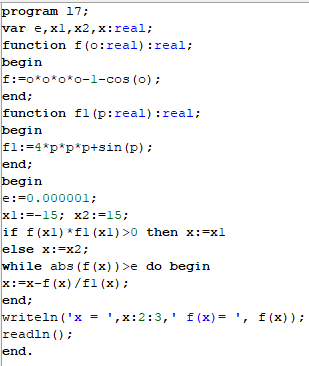 program 17;
var e,x1,x2,x:real;
function f(o:real):real;
begin
f:=o*o*o*o-1-cos(o);
end;
function f1(p:real):real;
begin
f1:=4*p*p*p+sin(p);
end;
begin
e:=0.000001;
x1:=-15; x2:=15;
if f(x1)*f1(x1)>0 then x:=x1
else x:=x2;
while abs(f(x))>e do begin
x:=x-f(x)/f1(x);
end;
writeln('x = ',x:2:3,' f(x)= ', f(x));
readln();
end.